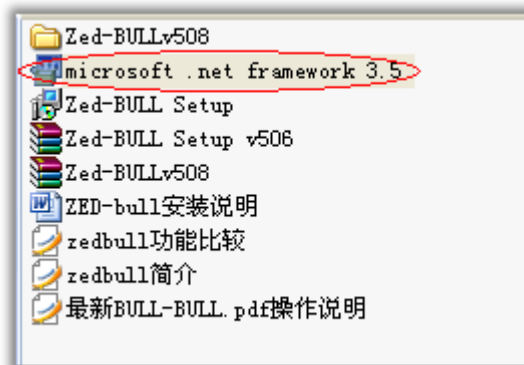 Zed-BULLv508
microsoft .net framework 3.5
Zed-BULL Setup
Zed-BULL Setup v506
Zed-BULLv508
ZED-bull安装说明
zedbull功能比较
zedbull简介
最新BULL-BULL.pdf操作说明